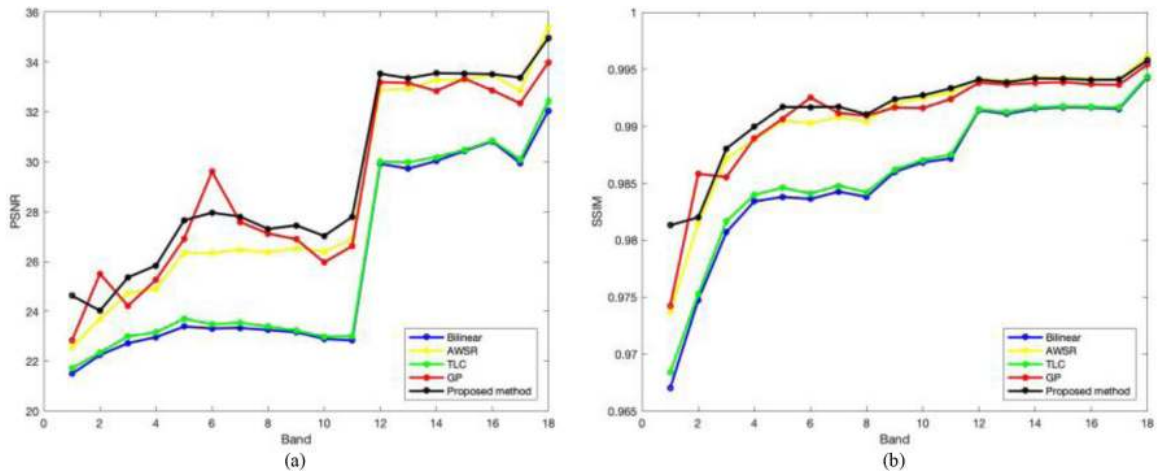 36
34
32
30
28
26
24
22
20
PSNR
0 2 4 6 8 10 12 14 16 18
Band
Bilinear
AWSR
TLC
GP
Proposed method
(a)
1
0.995
0.99
0.985
0.98
0.975
0.97
0.965
SSIM
0 2 4 6 8 10 12 14 16 18
Band
Bilinear
AWSR
TLC
GP
Proposed method
(b)